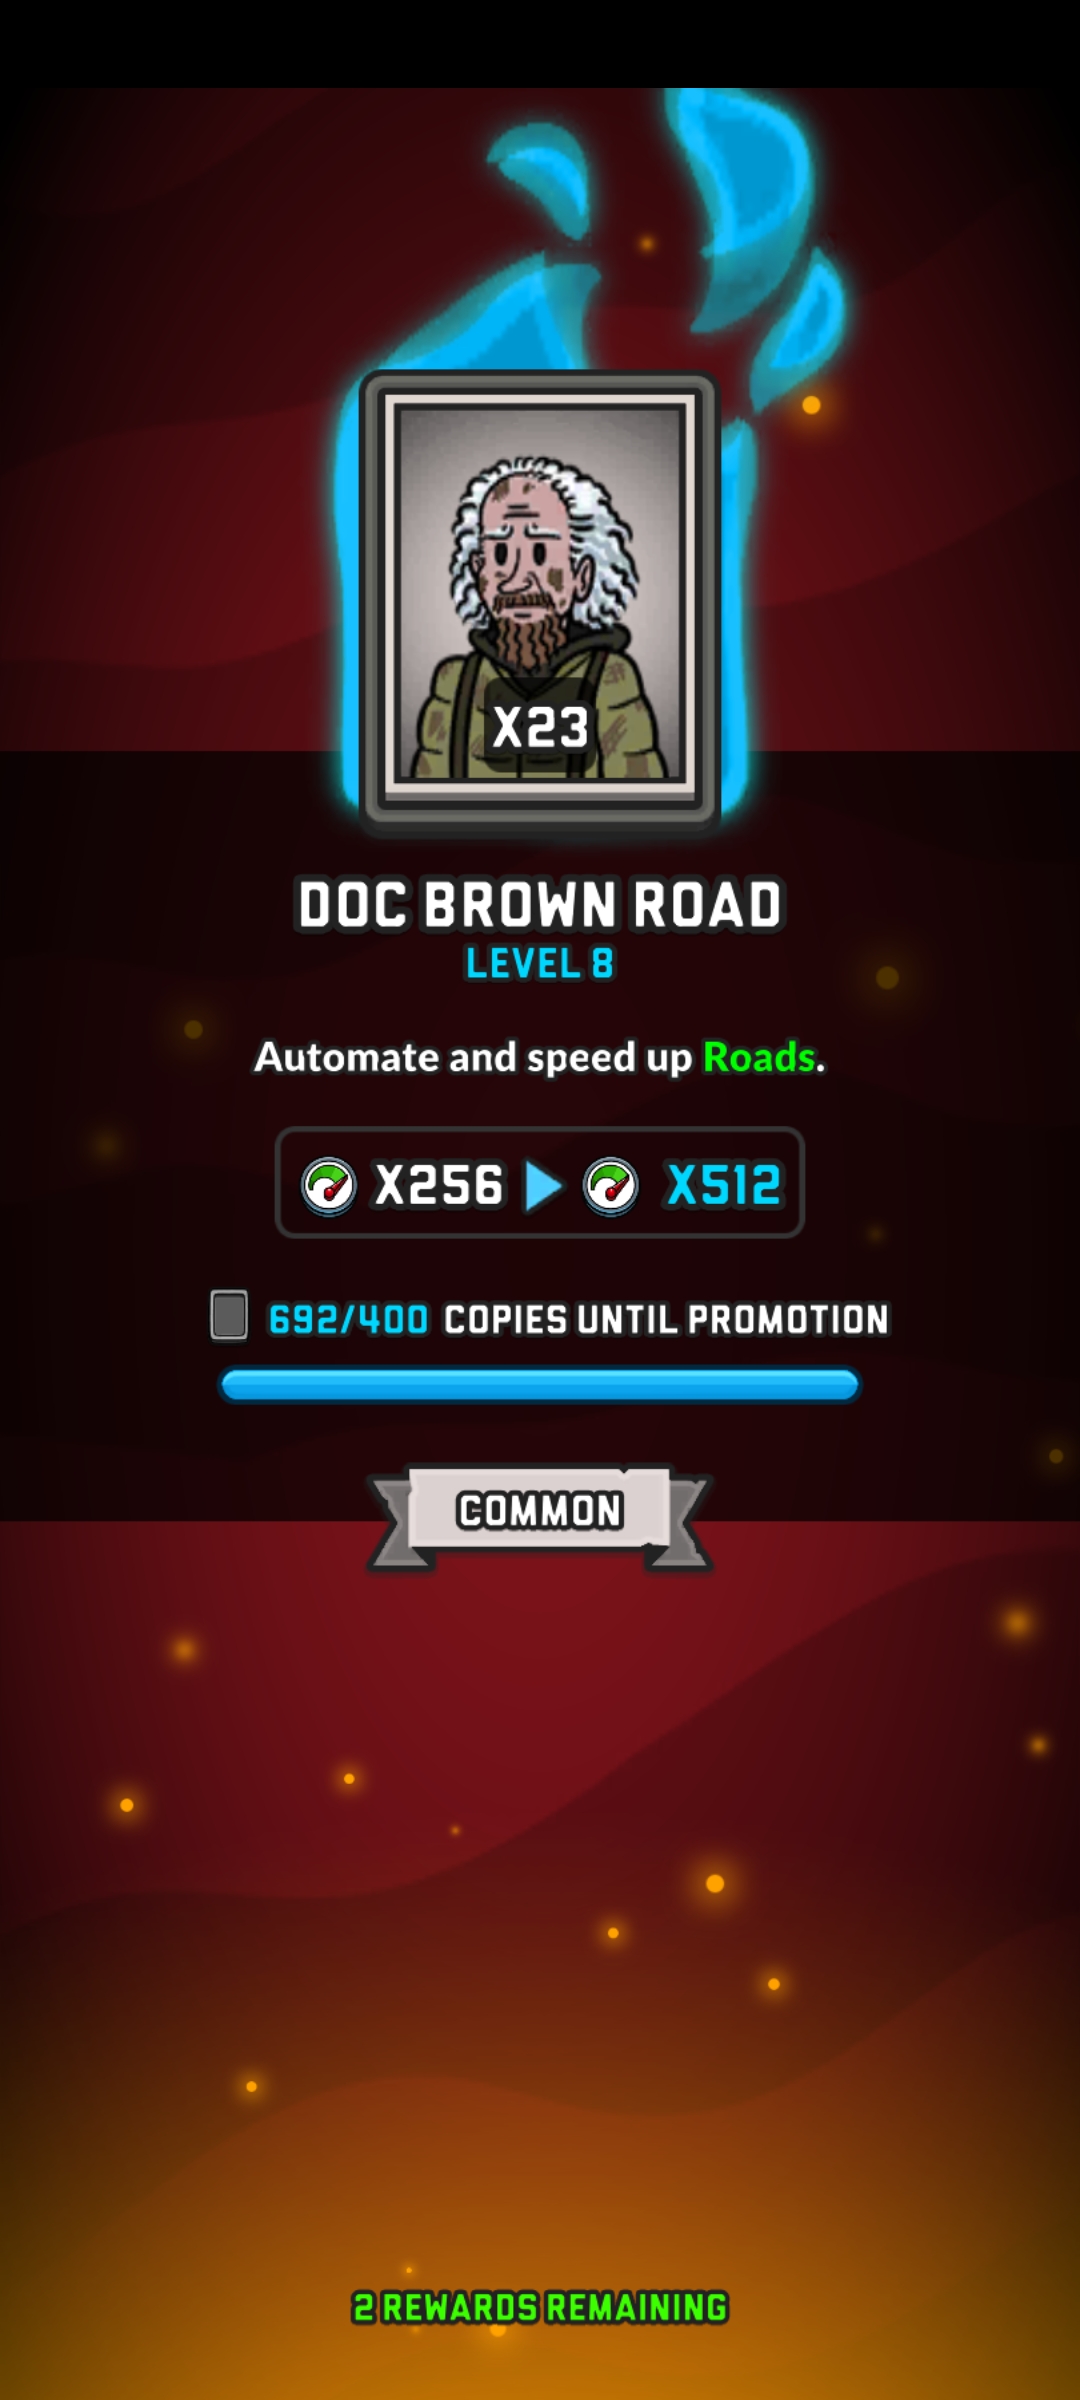 X23
DOC BROWN ROAD
LEVEL 8
Automate and speed up Roads.
X256 X512
692/400 COPIES UNTIL PROMOTION
COMMON
2 REWARDS REMAINING